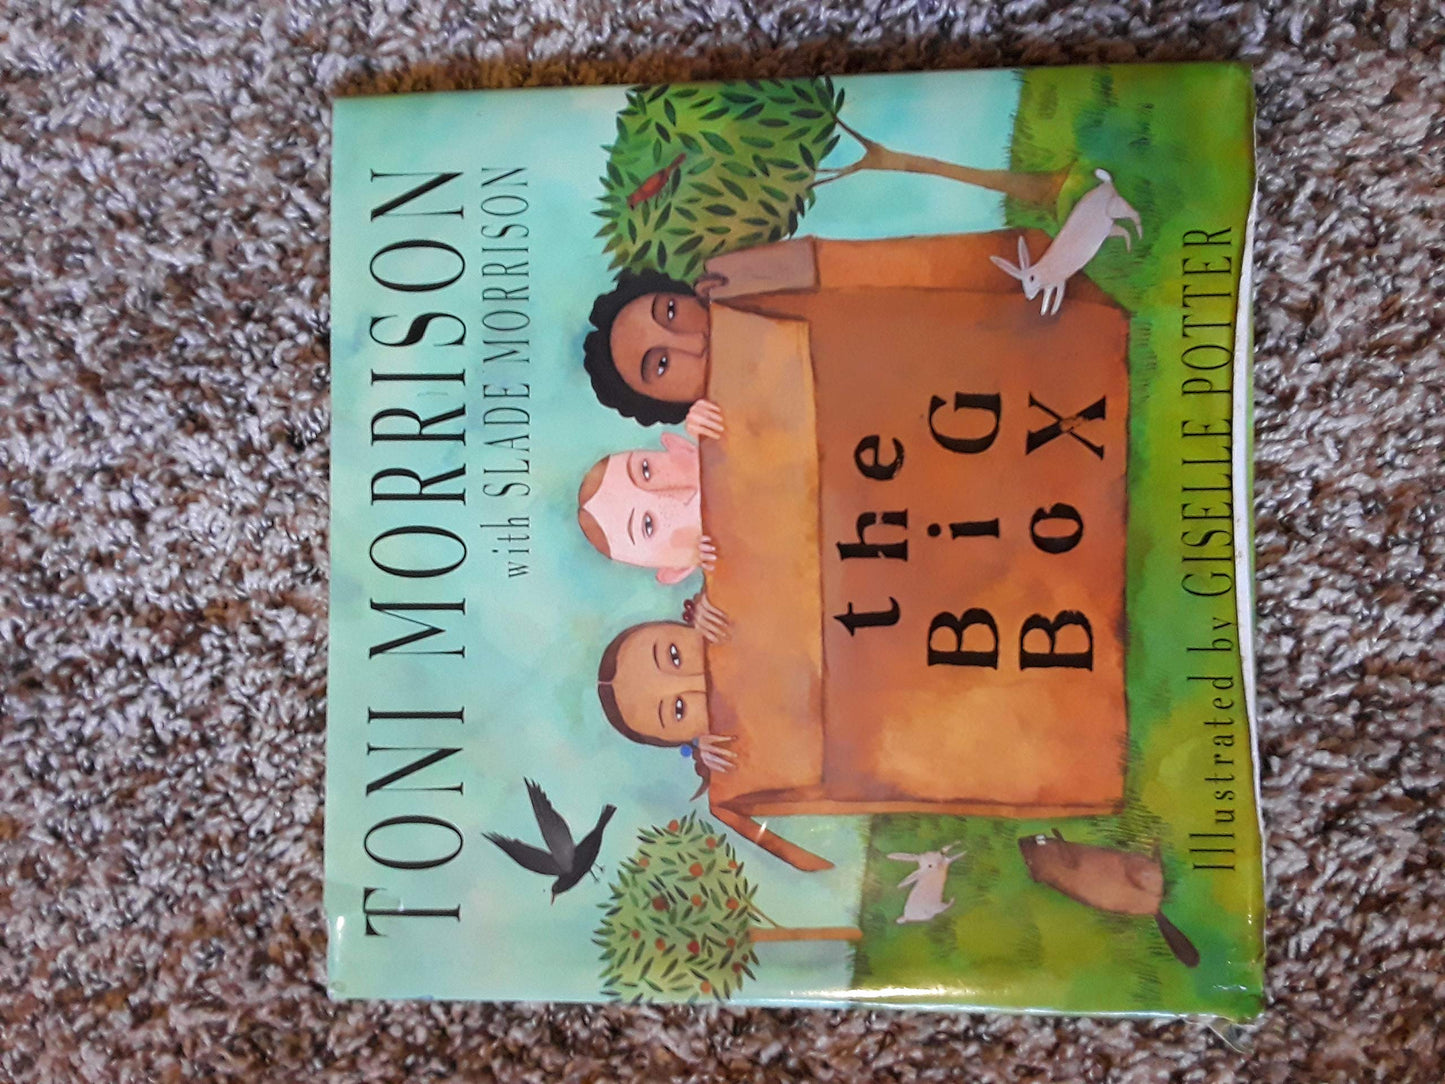 TONI MORRISON
with SLADE MORRISON
the
BiG
BoX
Illustrated by GISELLE POTTER